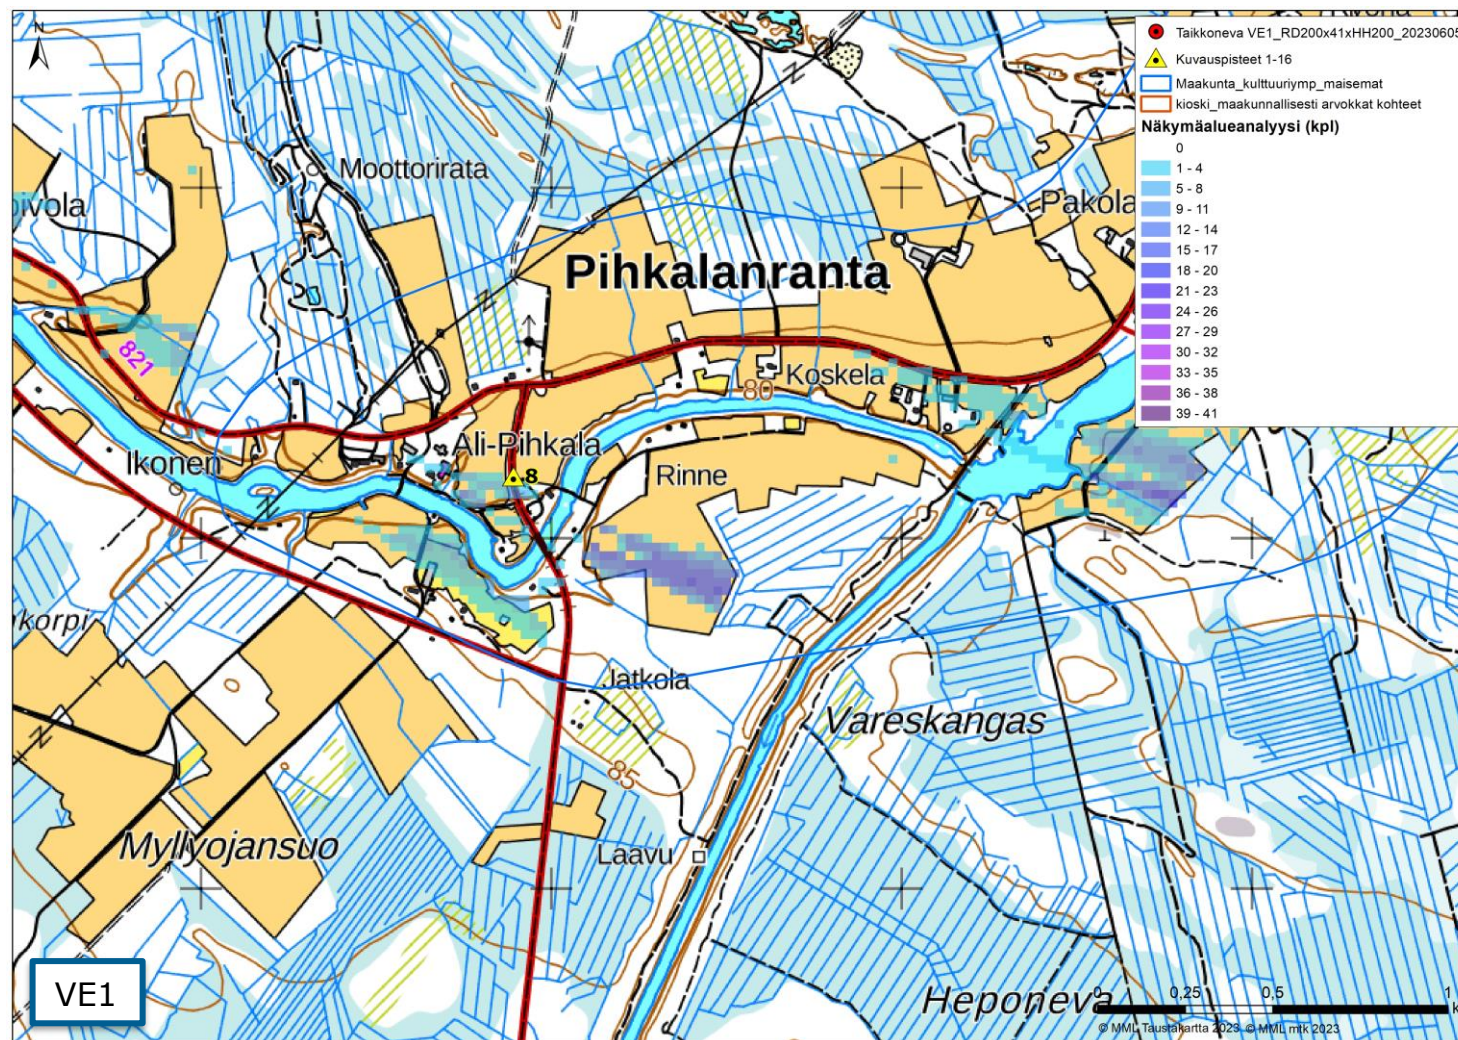 N
Taikkoneva VE1_RD200x41xHH200_20230605
Kuvauspisteet 1-16
Maakunta_kulttuuriymp_maisemat
kioski_maakunnallisesti arvokkat kohteet
Näkymäalueanalyysi (kpl)
0
1 - 4
5 - 8
9 - 11
12 - 14
15 - 17
18 - 20
21 - 23
24 - 26
27 - 29
30 - 32
33 - 35
36 - 38
39 - 41
Moottorirata
oivola
Pakola
Pihkalanranta
821
Koskela
80
Ali-Pihkala
Ikonen
8
Rinne
nkorpi
Jatkola
Vareskangas
85
Myllyojansuo
Laavu
VE1
Heponeva
0 0,25 0,5 1
K
© MML Taustakartta 2023 © MML mtk 2023